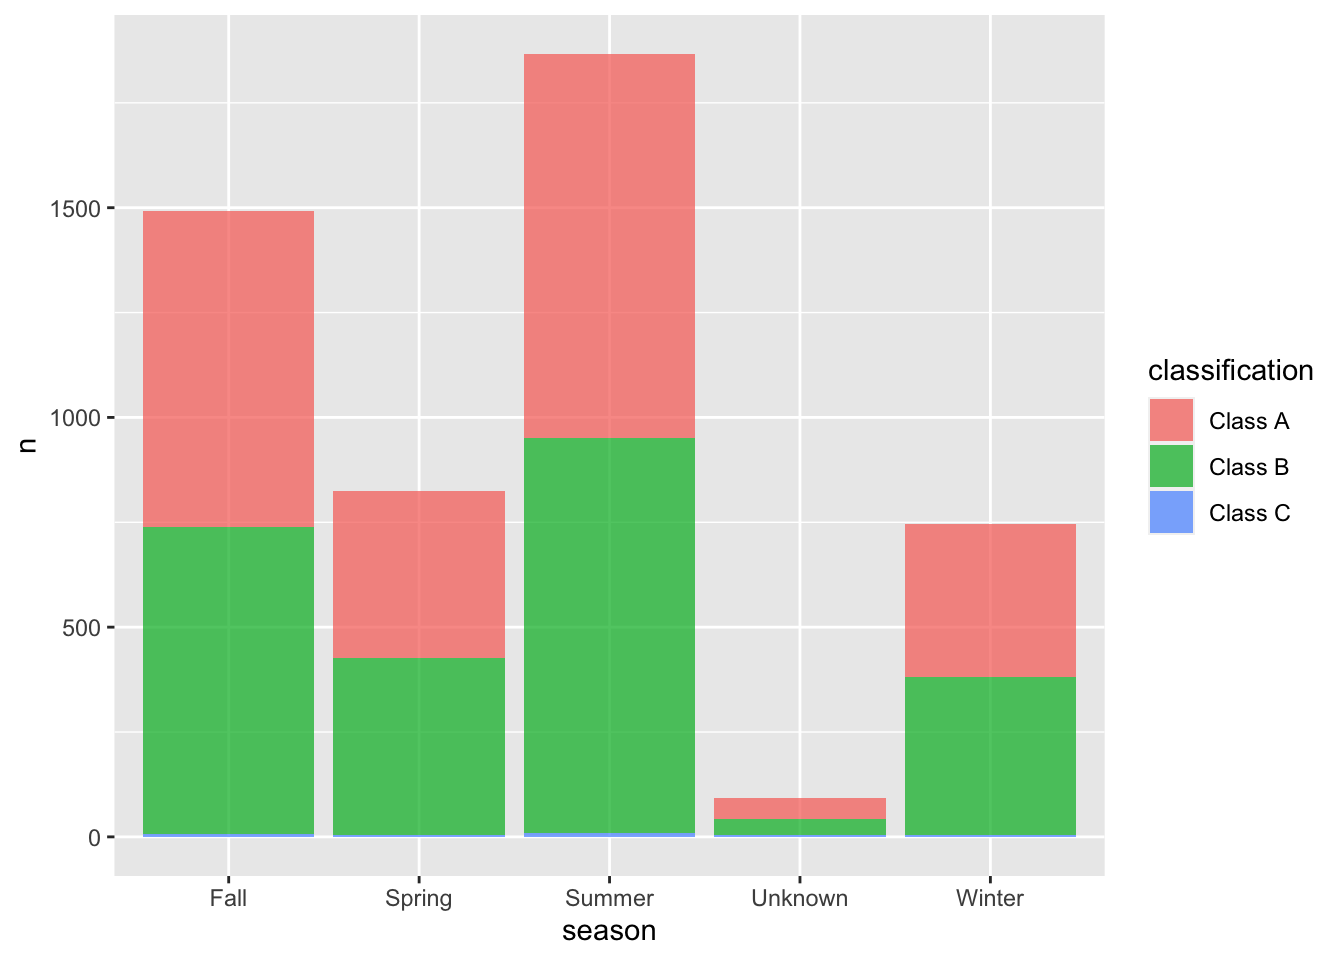 n
1500
1000
500
0
Fall Spring Summer Unknown Winter
season
classification
Class A
Class B
Class C